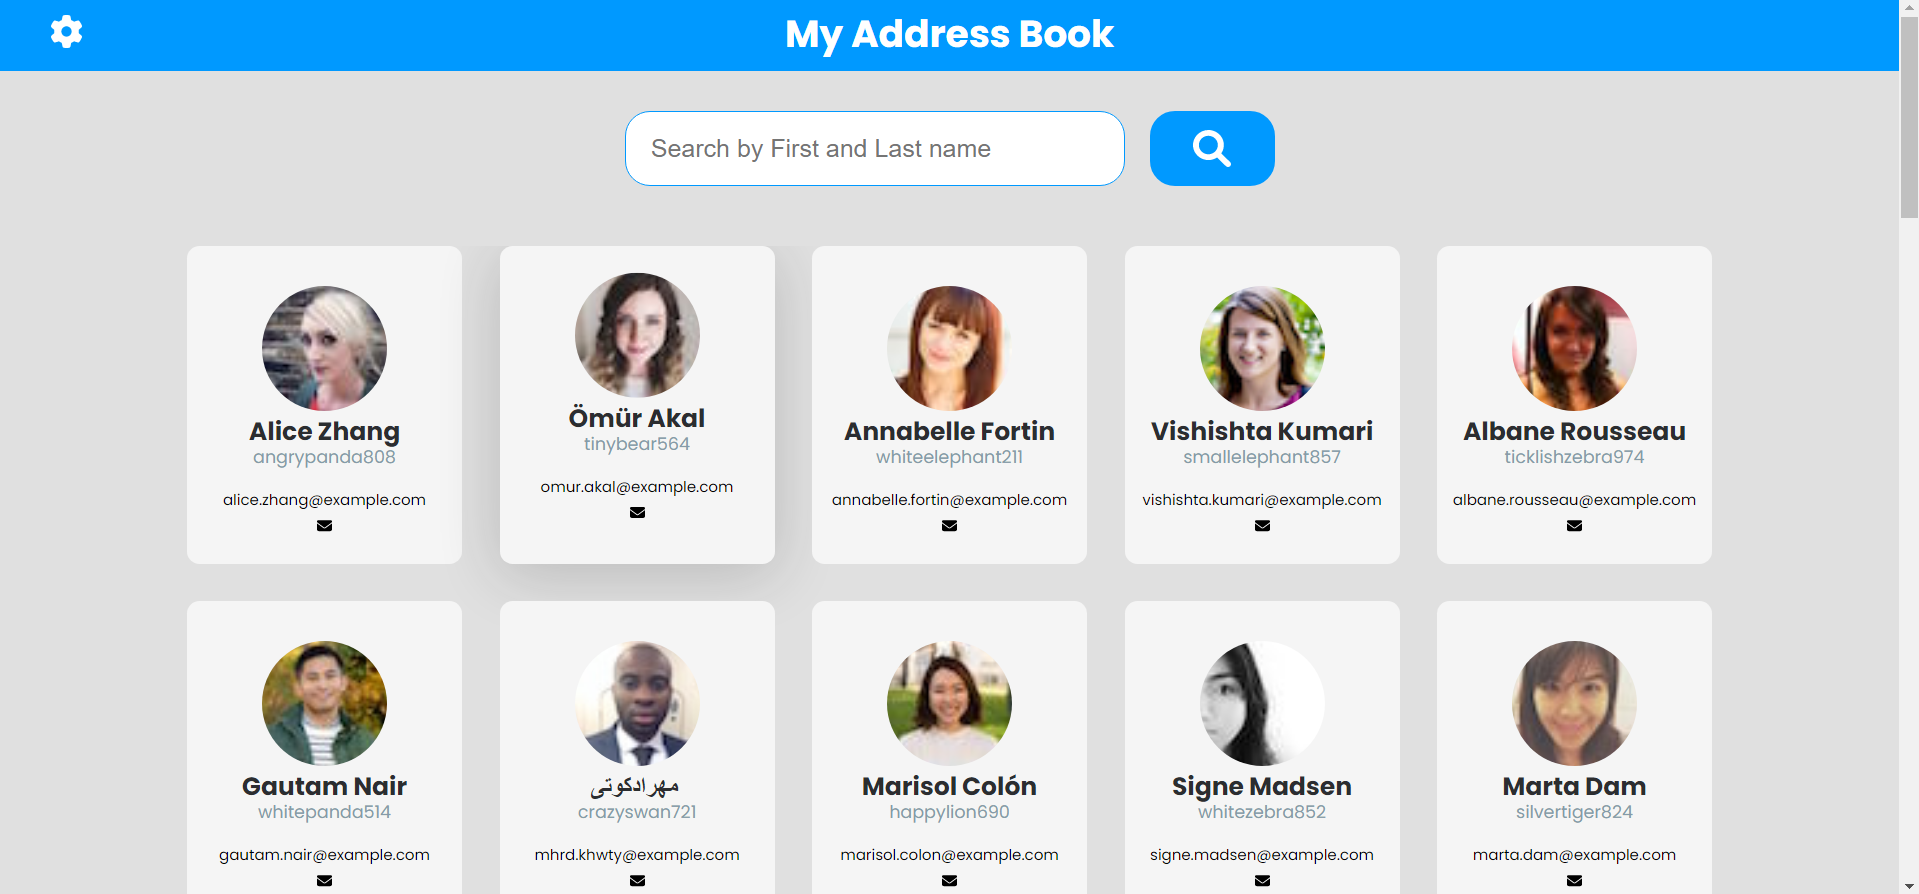 My Address Book
Search by First and Last name
Alice Zhang
angrypanda808
alice.zhang@example.com
Ömür Akal
tinybear564
omur.akal@example.com
Annabelle Fortin
whiteelephant211
annabelle.fortin@example.com
Vishishta Kumari
smallelephant857
vishishta.kumari@example.com
Albane Rousseau
ticklishzebra974
albane.rousseau@example.com
Gautam Nair
whitepanda514
gautam.nair@example.com
مهرادكوتى
crazyswan721
mhrd.khwty@example.com
Marisol Colón
happylion690
marisol.colon@example.com
Signe Madsen
whitezebra852
signe.madsen@example.com
Marta Dam
silvertiger824
marta.dam@example.com